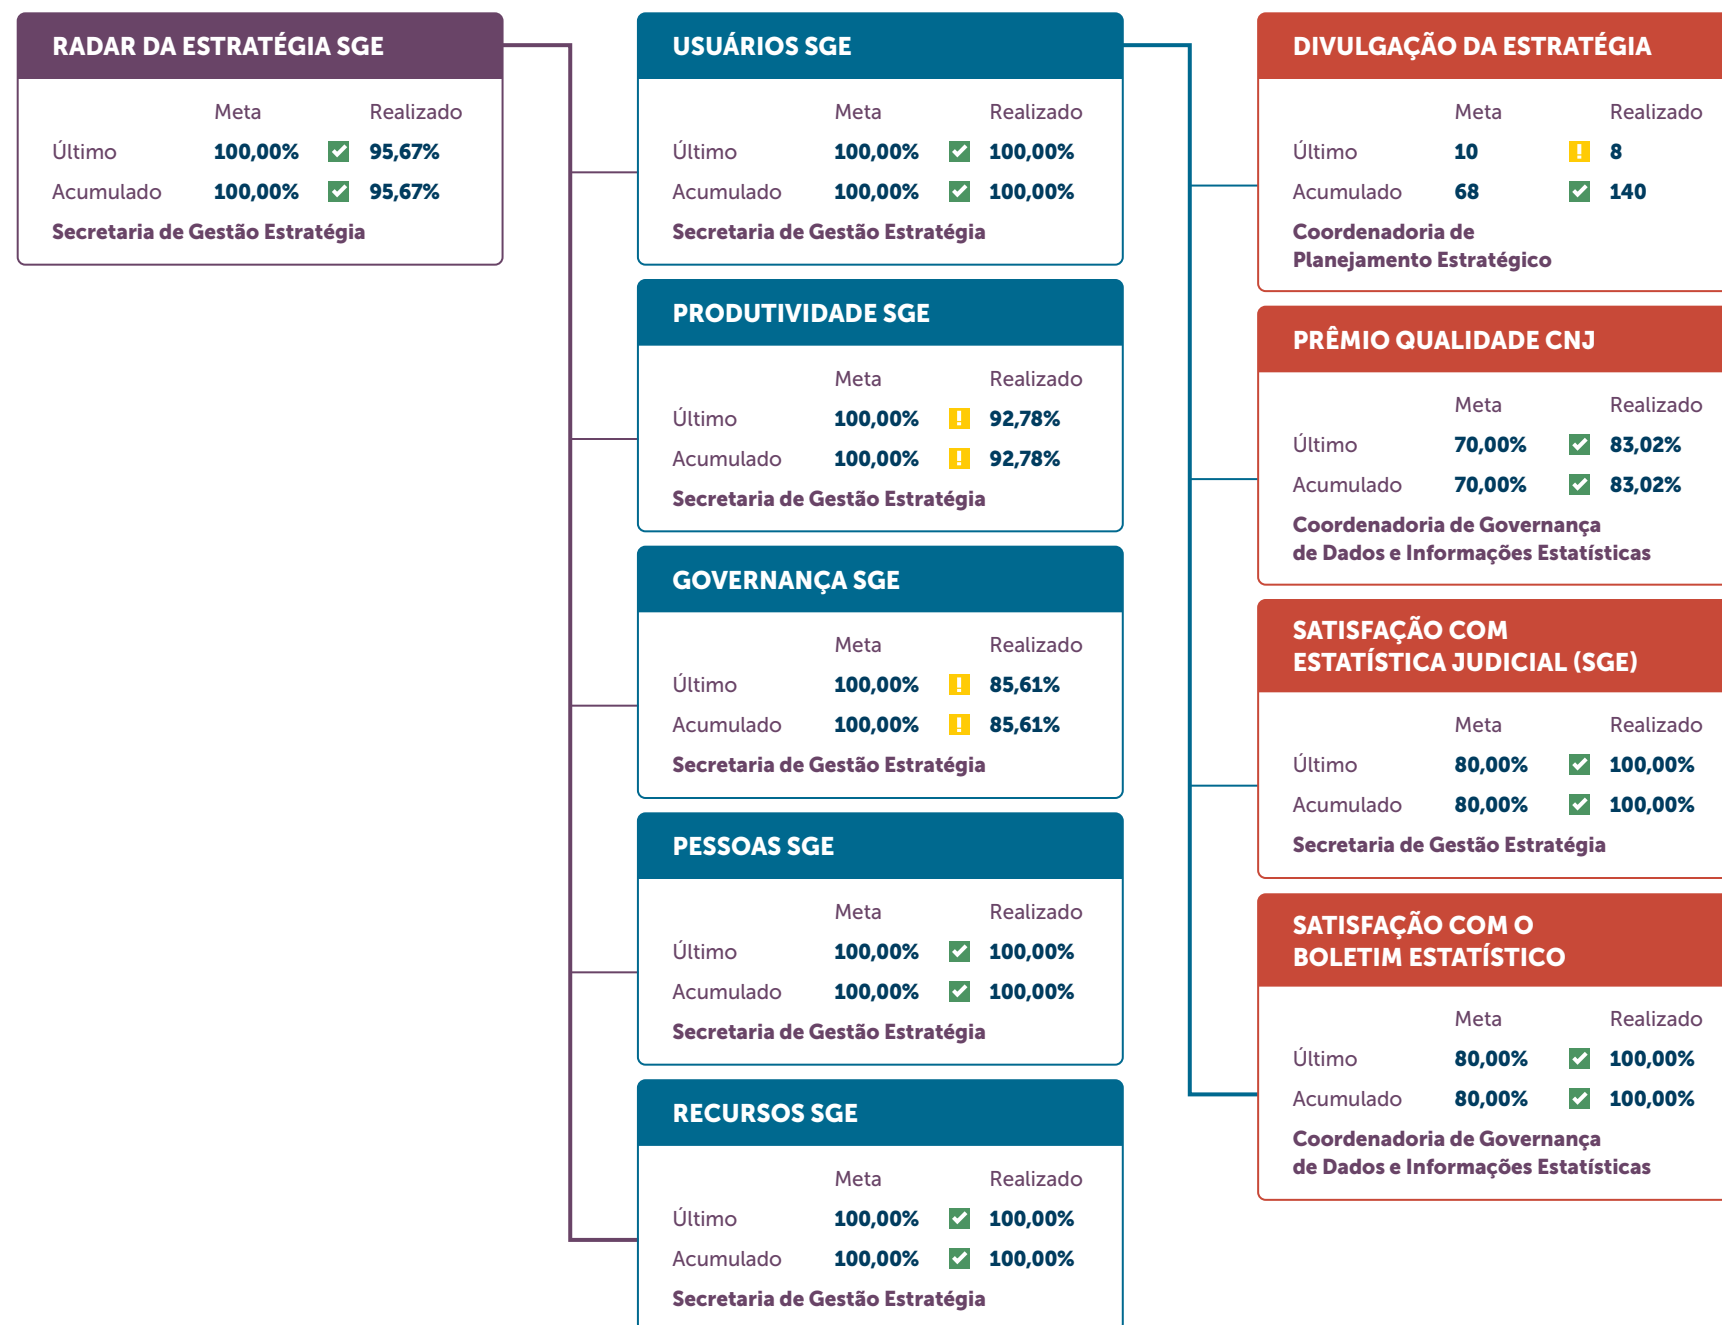 RADAR DA ESTRATÉGIA SGE
Meta Realizado
Último 100,00% 95,67%
Acumulado 100,00% 95,67%
Secretaria de Gestão Estratégia
USUÁRIOS SGE
Meta Realizado
Último 100,00% 100,00%
Acumulado 100,00% 100,00%
Secretaria de Gestão Estratégia
PRODUTIVIDADE SGE
Meta Realizado
Último 100,00% 92,78%
Acumulado 100,00% 92,78%
Secretaria de Gestão Estratégia
GOVERNANÇA SGE
Meta Realizado
Último 100,00% 85,61%
Acumulado 100,00% 85,61%
Secretaria de Gestão Estratégia
PESSOAS SGE
Meta Realizado
Último 100,00% 100,00%
Acumulado 100,00% 100,00%
Secretaria de Gestão Estratégia
RECURSOS SGE
Meta Realizado
Último 100,00% 100,00%
Acumulado 100,00% 100,00%
Secretaria de Gestão Estratégia
DIVULGAÇÃO DA ESTRATÉGIA
Meta Realizado
Último 10 8
Acumulado 68 140
Coordenadoria de
Planejamento Estratégico
PRÊMIO QUALIDADE CNJ
Meta Realizado
Último 70,00% 83,02%
Acumulado 70,00% 83,02%
Coordenadoria de Governança
de Dados e Informações Estatísticas
SATISFAÇÃO COM
ESTATÍSTICA JUDICIAL (SGE)
Meta Realizado
Último 80,00% 100,00%
Acumulado 80,00% 100,00%
Secretaria de Gestão Estratégia
SATISFAÇÃO COM O
BOLETIM ESTATÍSTICO
Meta Realizado
Último 80,00% 100,00%
Acumulado 80,00% 100,00%
Coordenadoria de Governança
de Dados e Informações Estatísticas